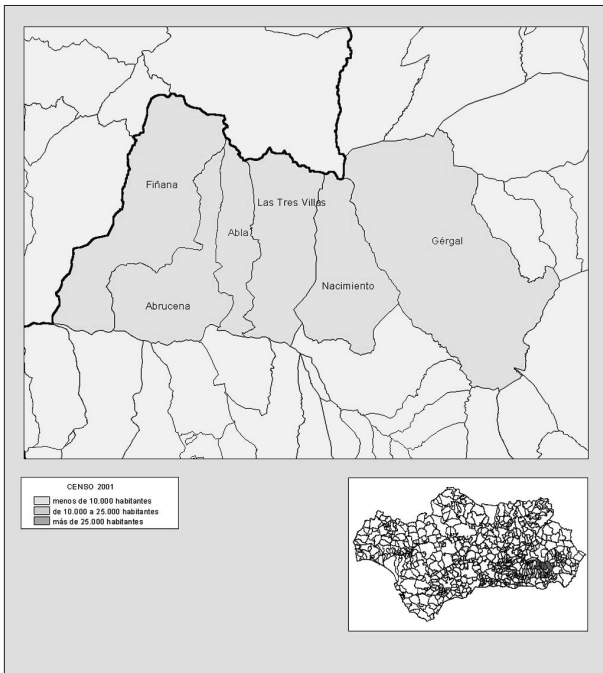 Fiñana
Las Tres Villas
Abla
Gérgal
Nacimiento
Abrucena
CENSO 2001
menos de 10.000 habitantes
de 10.000 a 25.000 habitantes
más de 25.000 habitantes